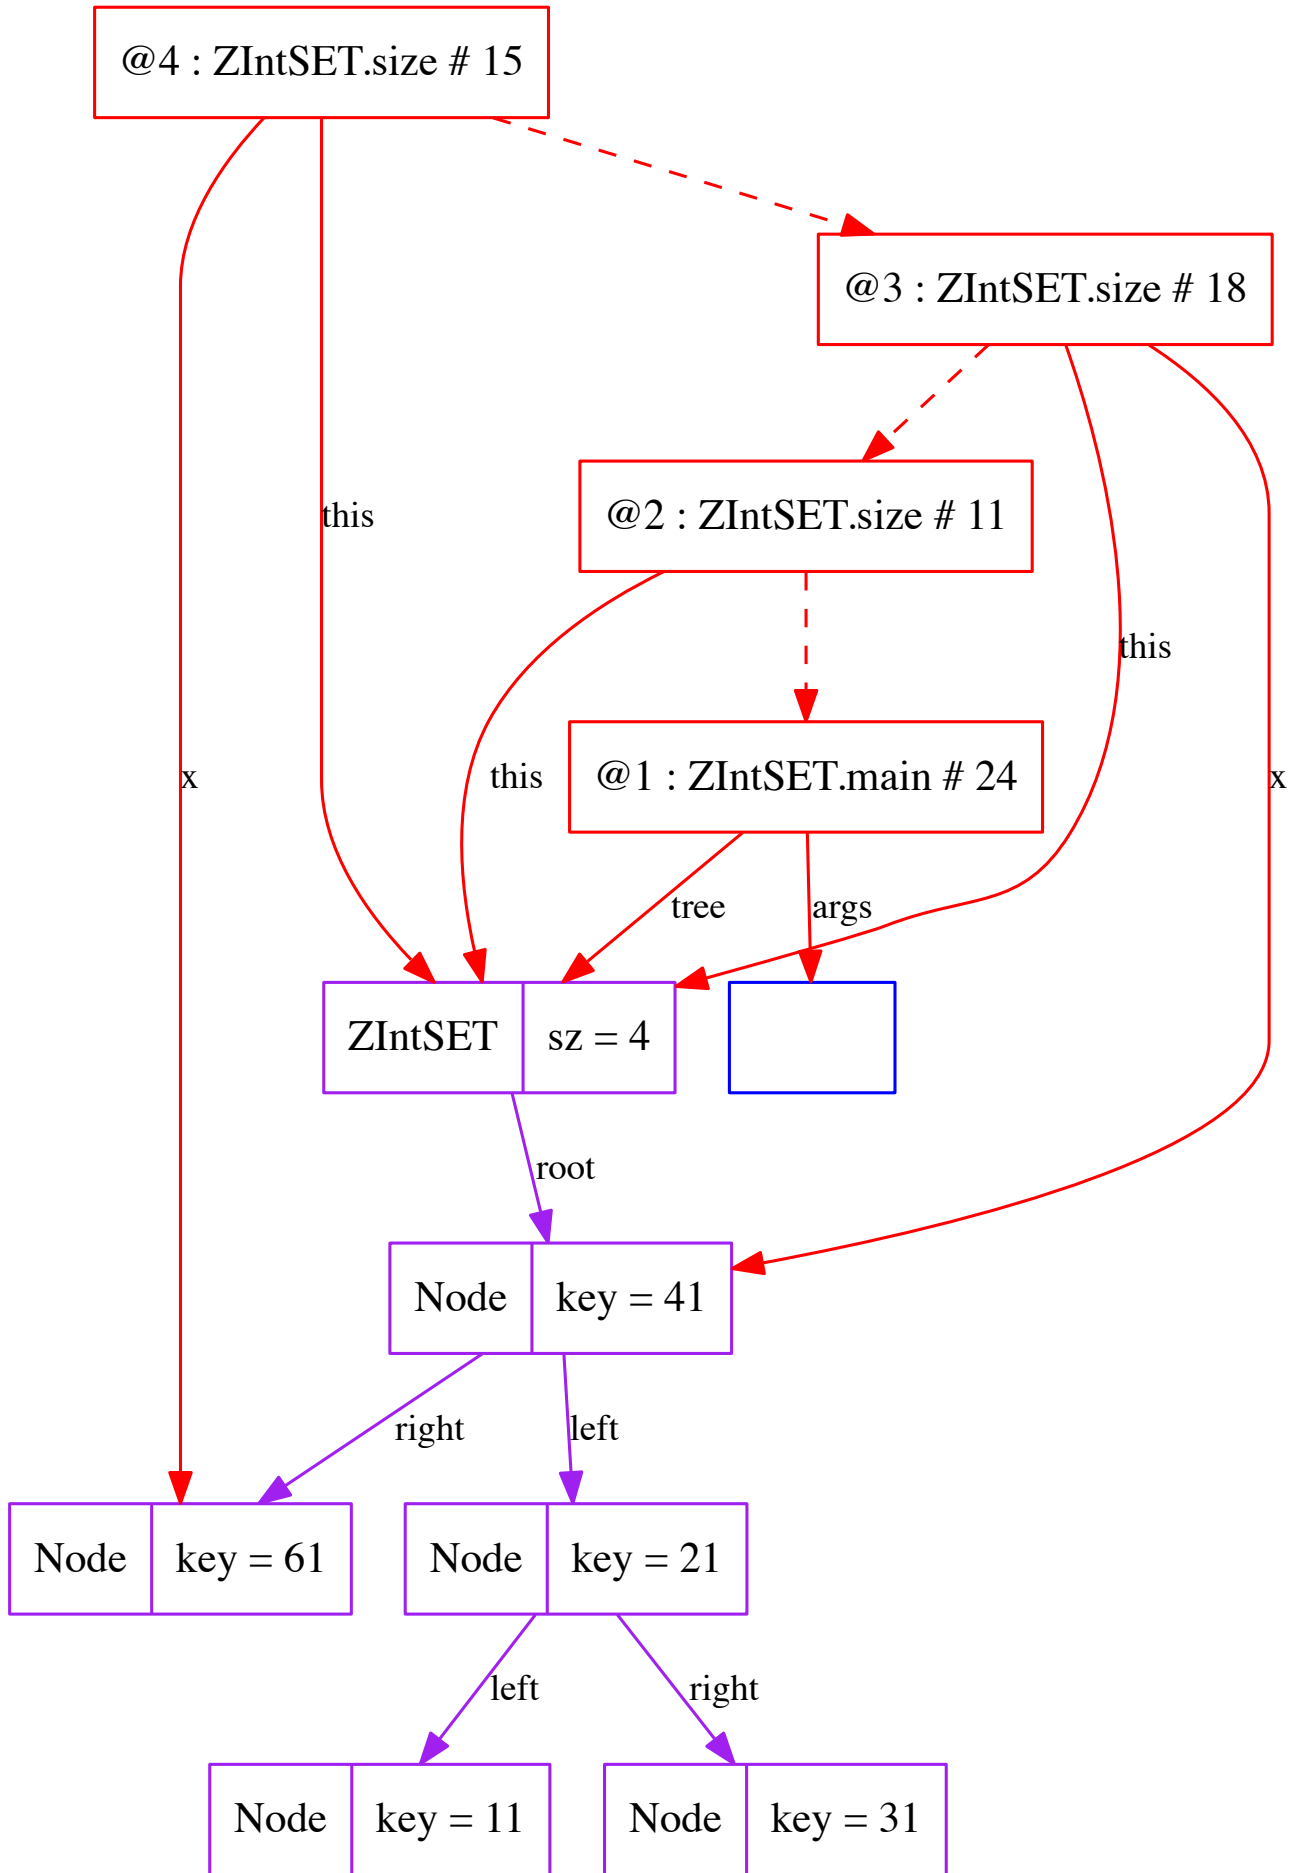 @4 : ZIntSET.size # 15
@3 : ZIntSET.size # 18
@2 : ZIntSET.size # 11
this
this
x
this
@1 : ZIntSET.main # 24
x
tree
args
ZIntSET
sz = 4
root
Node
key = 41
right
left
Node
key = 61
Node
key = 21
left
right
Node
key = 11
Node
key = 31